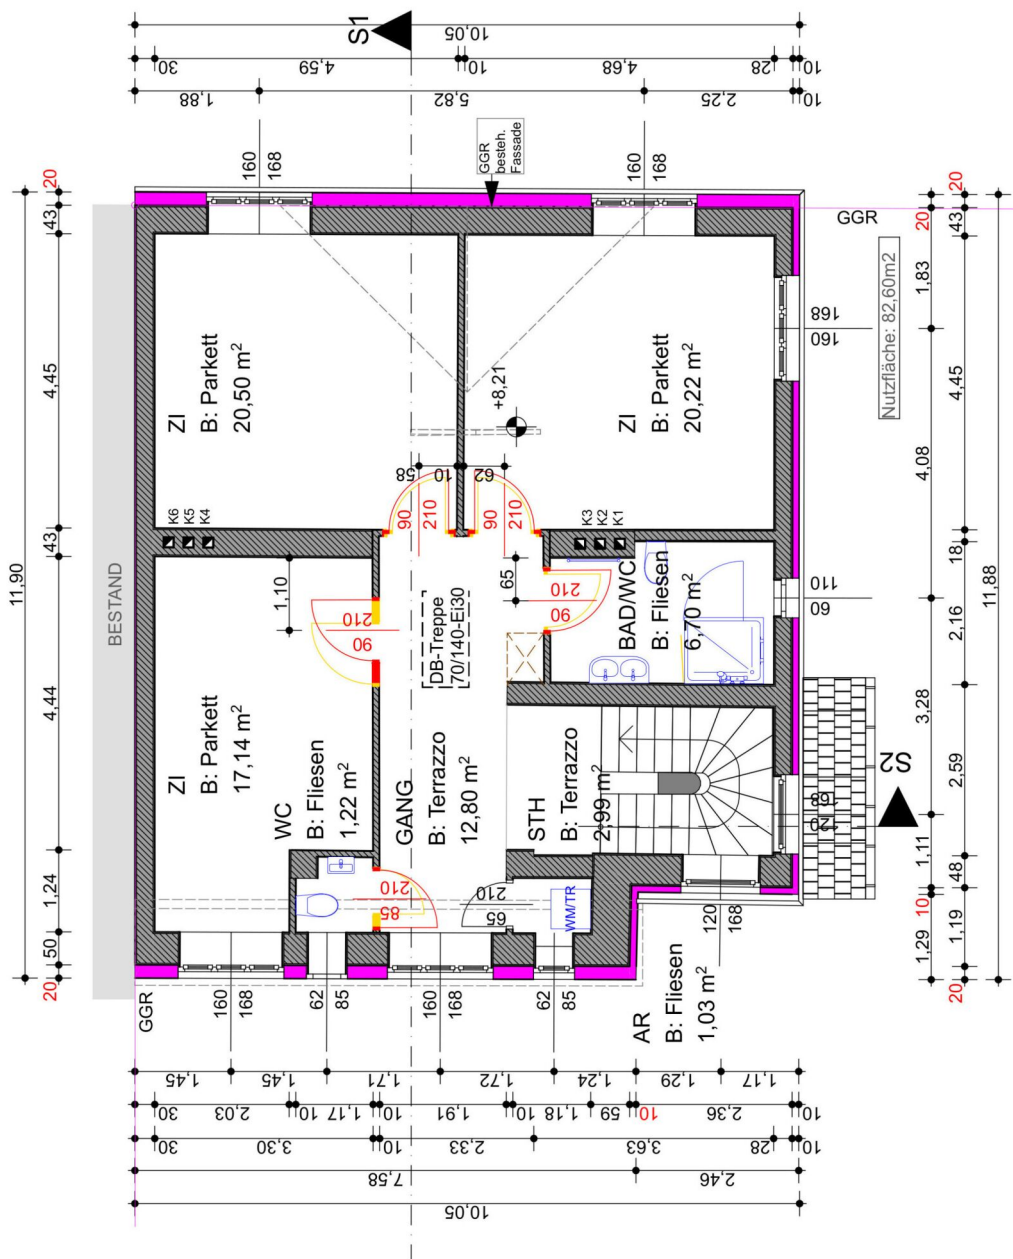 S1
10,05
30
4,59
10
4,68
28
10
1,88
5,82
2,25
10
GGR
besteh.
Fassade
160
168
160
168
20
43
4,45
43
4,44
1,24
50
20
11,90
BESTAND
GGR
20
43
1,83
4,45
4,08
18
2,16
3,28
2,59
1,11
48
10
1,29
1,19
20
20
11,88
Nutzfläche: 82,60m2
ZI
B: Parkett
20,50 m²
ZI
B: Parkett
20,22 m²
+8,21
168
160
58
10
62
90
210
90
210
K6
K5
K4
K3
K2
K1
1,10
65
210
90
210
90
DB-Treppe
70/140-Ei30
BAD/WC
B: Fliesen
6,70 m²
110
60
ZI
B: Parkett
17,14 m²
WC
B: Fliesen
1,22 m²
GANG
B: Terrazzo
12,80 m²
STH
B: Terrazzo
2,99 m²
168
120
S2
210
85
210
65
WM/TR
120
168
GGR
160
168
62
85
160
168
62
85
AR
B: Fliesen
1,03 m²
1,45
1,45
1,71
1,72
1,24
1,29
1,17
30
2,03
10
1,17
10
1,91
10
1,18
59
10
2,36
10
30
3,30
10
2,33
3,63
28
10
7,58
2,46
10,05